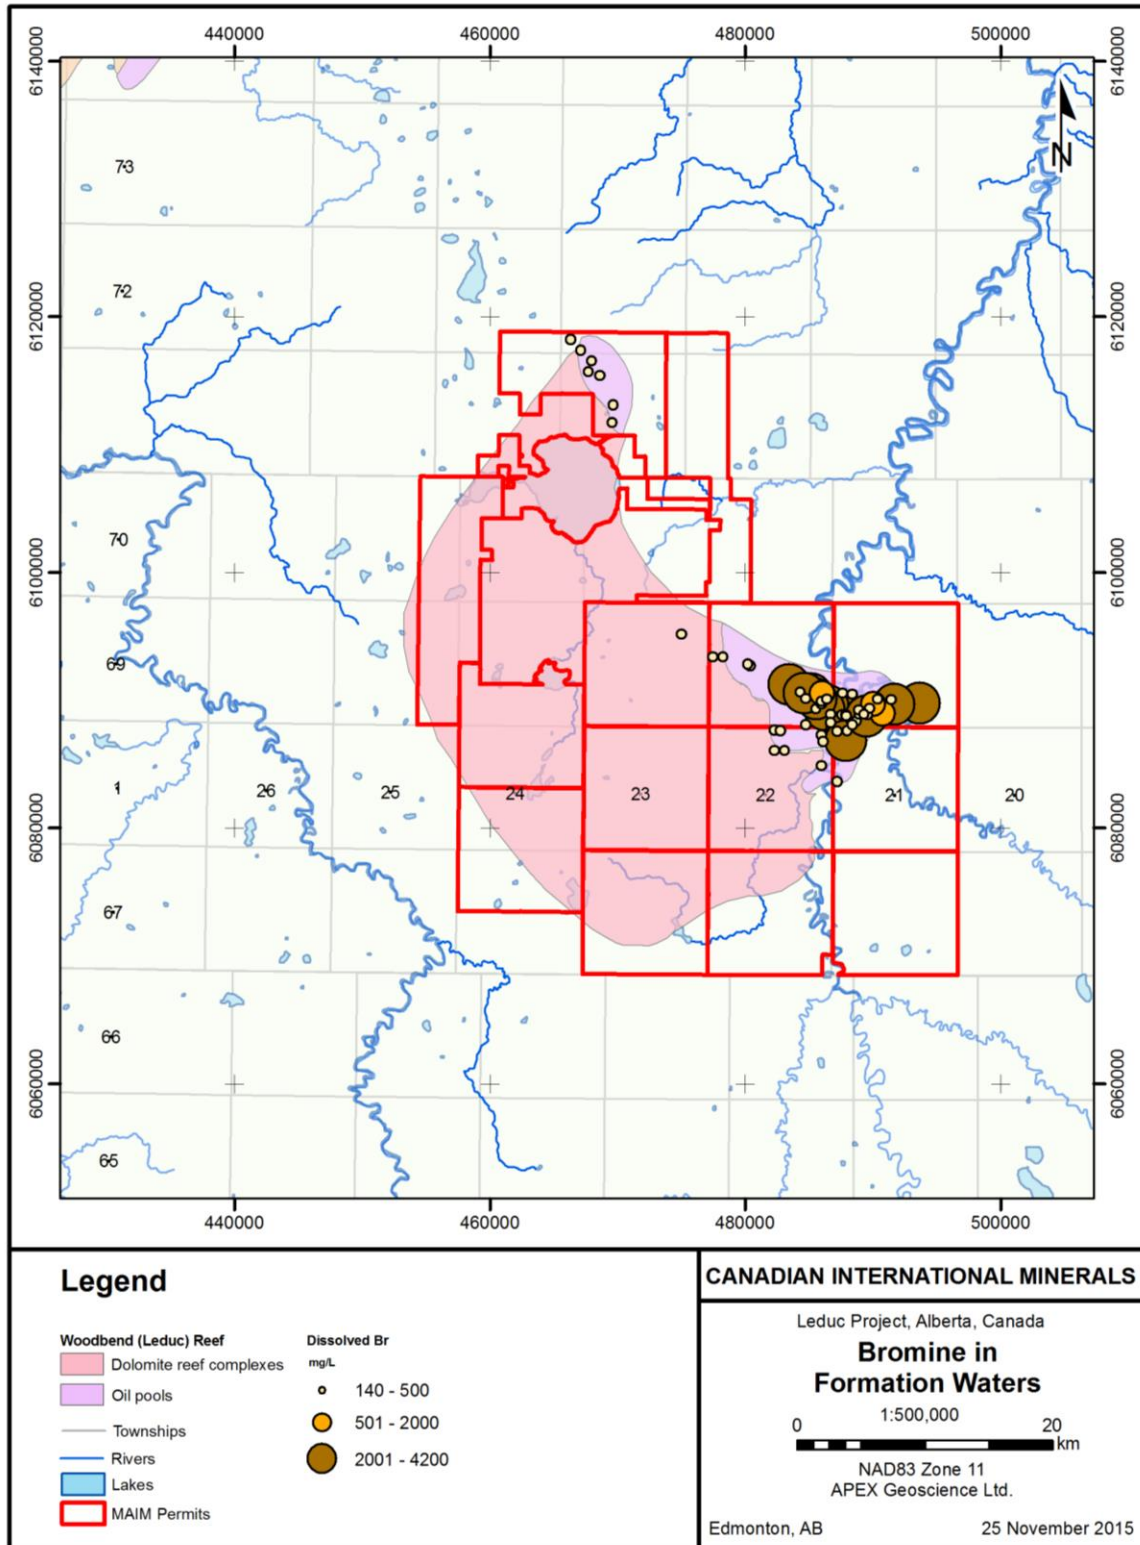 440000 460000 480000 500000
6140000 6140000
N
73
72
6120000 6120000
70
6100000 6100000
69
1 26 25 24 23 22 21 20
6080000 6080000
67
66
6060000 6060000
65
440000 460000 480000 500000
Legend
Woodbend (Leduc) Reef
Dolomite reef complexes
Oil pools
Townships
Rivers
Lakes
MAIM Permits
Dissolved Br
mg/L
140 - 500
501 - 2000
2001 - 4200
CANADIAN INTERNATIONAL MINERALS
Leduc Project, Alberta, Canada
Bromine in
Formation Waters
1:500,000
0 20
km
NAD83 Zone 11
APEX Geoscience Ltd.
Edmonton, AB 25 November 2015